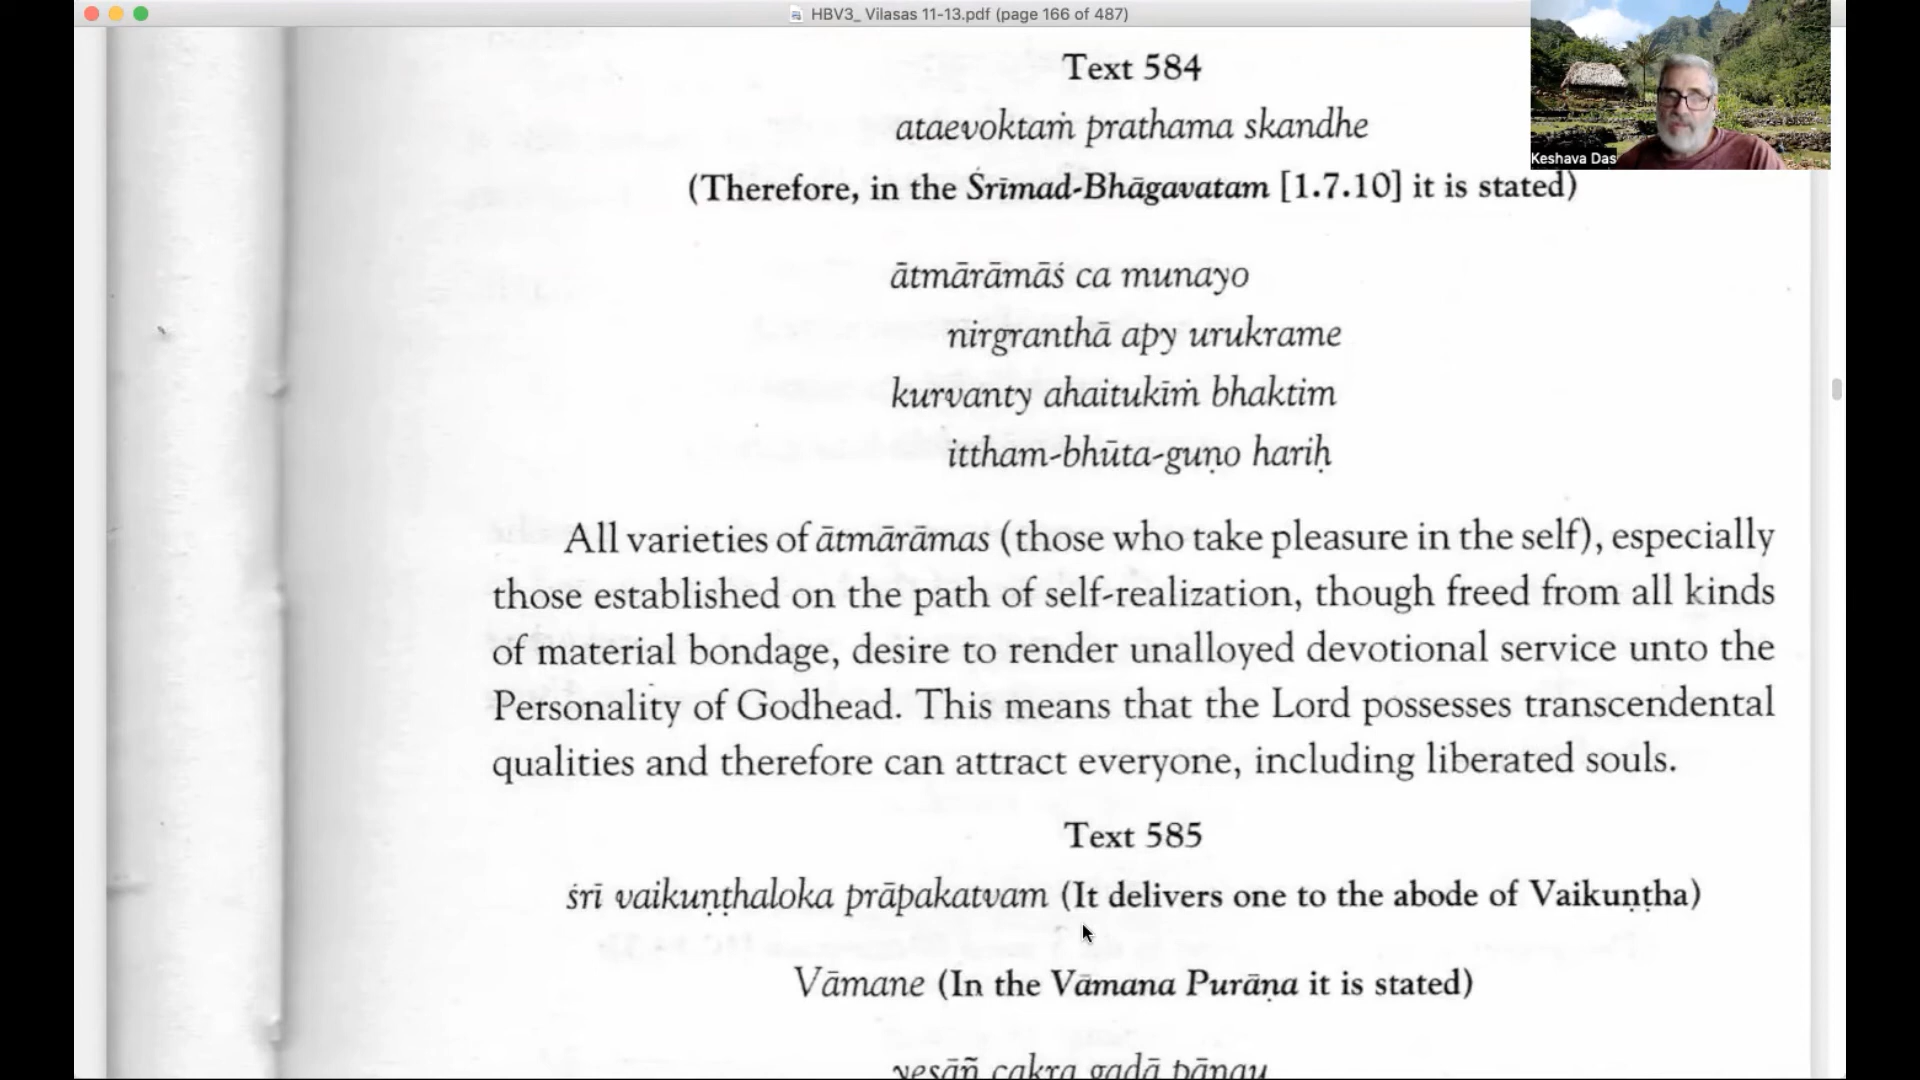 HBV3_ Vilasas 11-13.pdf (page 166 of 487)
Keshava Das
Text 584
ataevoktaṁ prathama skandhe
(Therefore, in the Śrīmad-Bhāgavatam [1.7.10] it is stated)
ātmārāmāś ca munayo
nirgranthā apy urukrame
kurvanty ahaitukīṁ bhaktim
ittham-bhūta-guṇo hariḥ
All varieties of ātmārāmas (those who take pleasure in the self), especially
those established on the path of self-realization, though freed from all kinds
of material bondage, desire to render unalloyed devotional service unto the
Personality of Godhead. This means that the Lord possesses transcendental
qualities and therefore can attract everyone, including liberated souls.
Text 585
śrī vaikuṇṭhaloka prāpakatvam (It delivers one to the abode of Vaikuṇṭha)
Vāmane (In the Vāmana Purāṇa it is stated)
yeṣāñ cakra gadā pāṇau